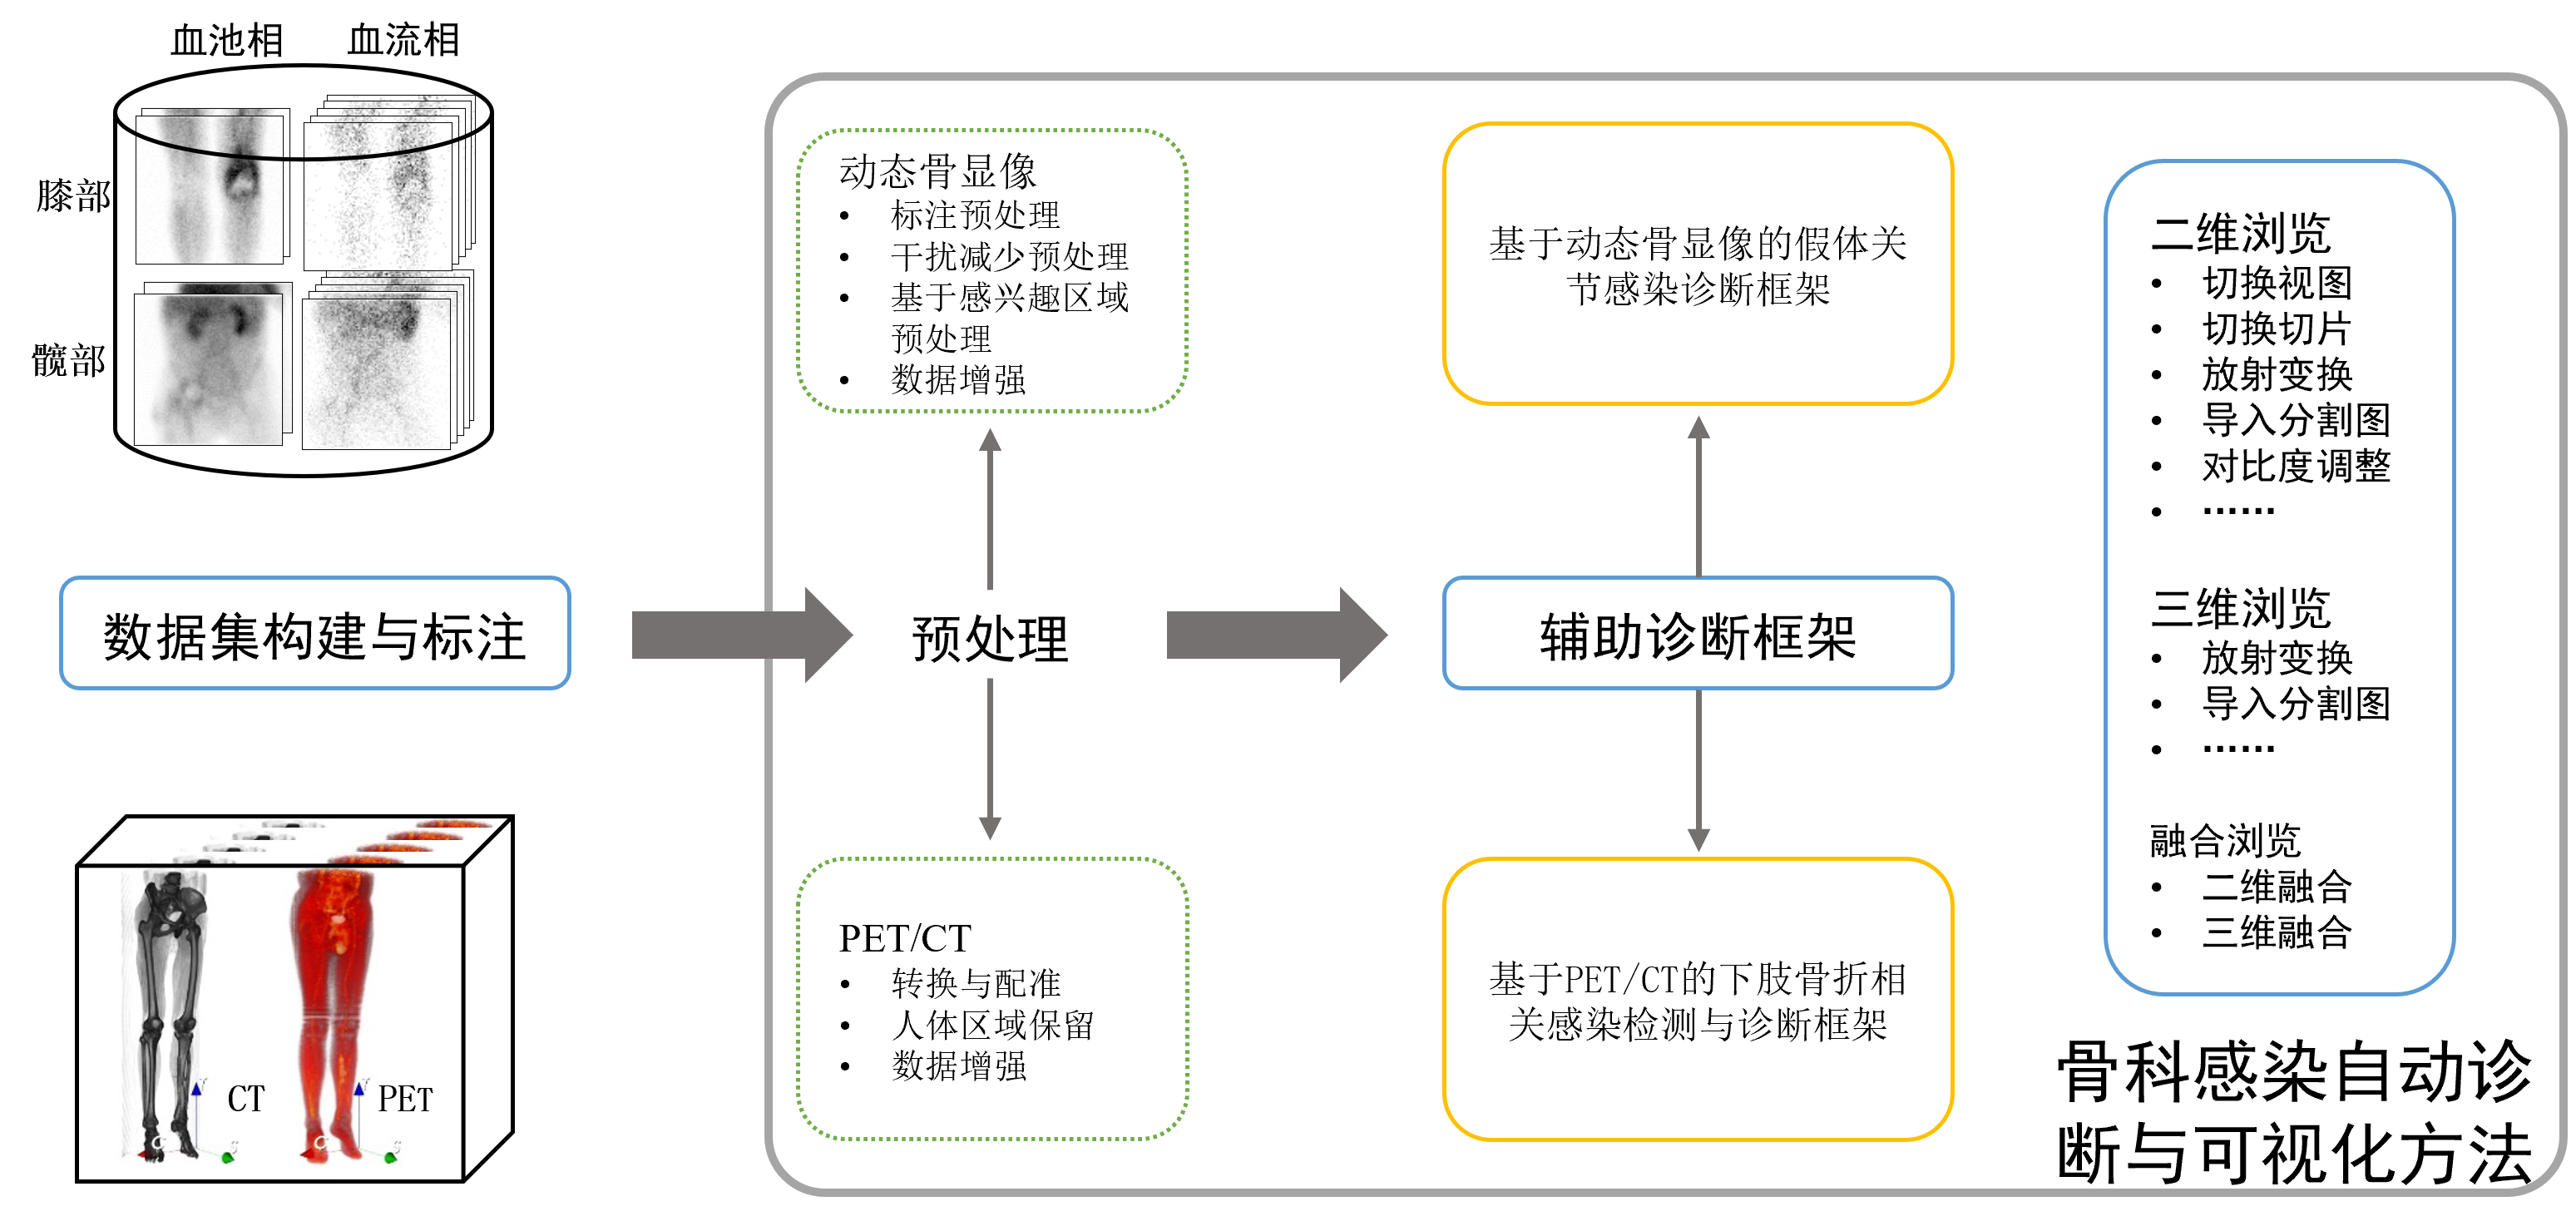 血池相
血流相
膝部
髋部
数据集构建与标注
CT
PET
动态骨显像
• 标注预处理
• 干扰减少预处理
• 基于感兴趣区域
预处理
• 数据增强
预处理
PET/CT
• 转换与配准
• 人体区域保留
• 数据增强
基于动态骨显像的假体关
节感染诊断框架
辅助诊断框架
基于PET/CT的下肢骨折相
关感染检测与诊断框架
二维浏览
• 切换视图
• 切换切片
• 放射变换
• 导入分割图
• 对比度调整
• ……
三维浏览
• 放射变换
• 导入分割图
• ……
融合浏览
• 二维融合
• 三维融合
骨科感染自动诊
断与可视化方法